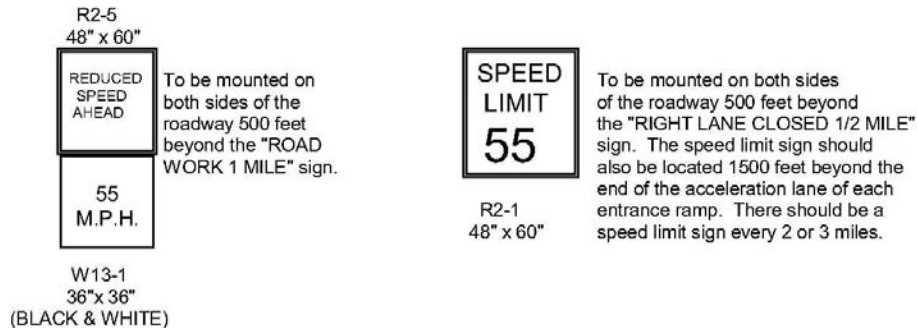 R2-5
48" x 60"
REDUCED
SPEED
AHEAD
To be mounted on
both sides of the
roadway 500 feet
beyond the "ROAD
WORK 1 MILE" sign.
55
M.P.H.
W13-1
36"x 36"
(BLACK & WHITE)
SPEED
LIMIT
55
R2-1
48" x 60"
To be mounted on both sides
of the roadway 500 feet beyond
the "RIGHT LANE CLOSED 1/2 MILE"
sign. The speed limit sign should
also be located 1500 feet beyond the
end of the acceleration lane of each
entrance ramp. There should be a
speed limit sign every 2 or 3 miles.